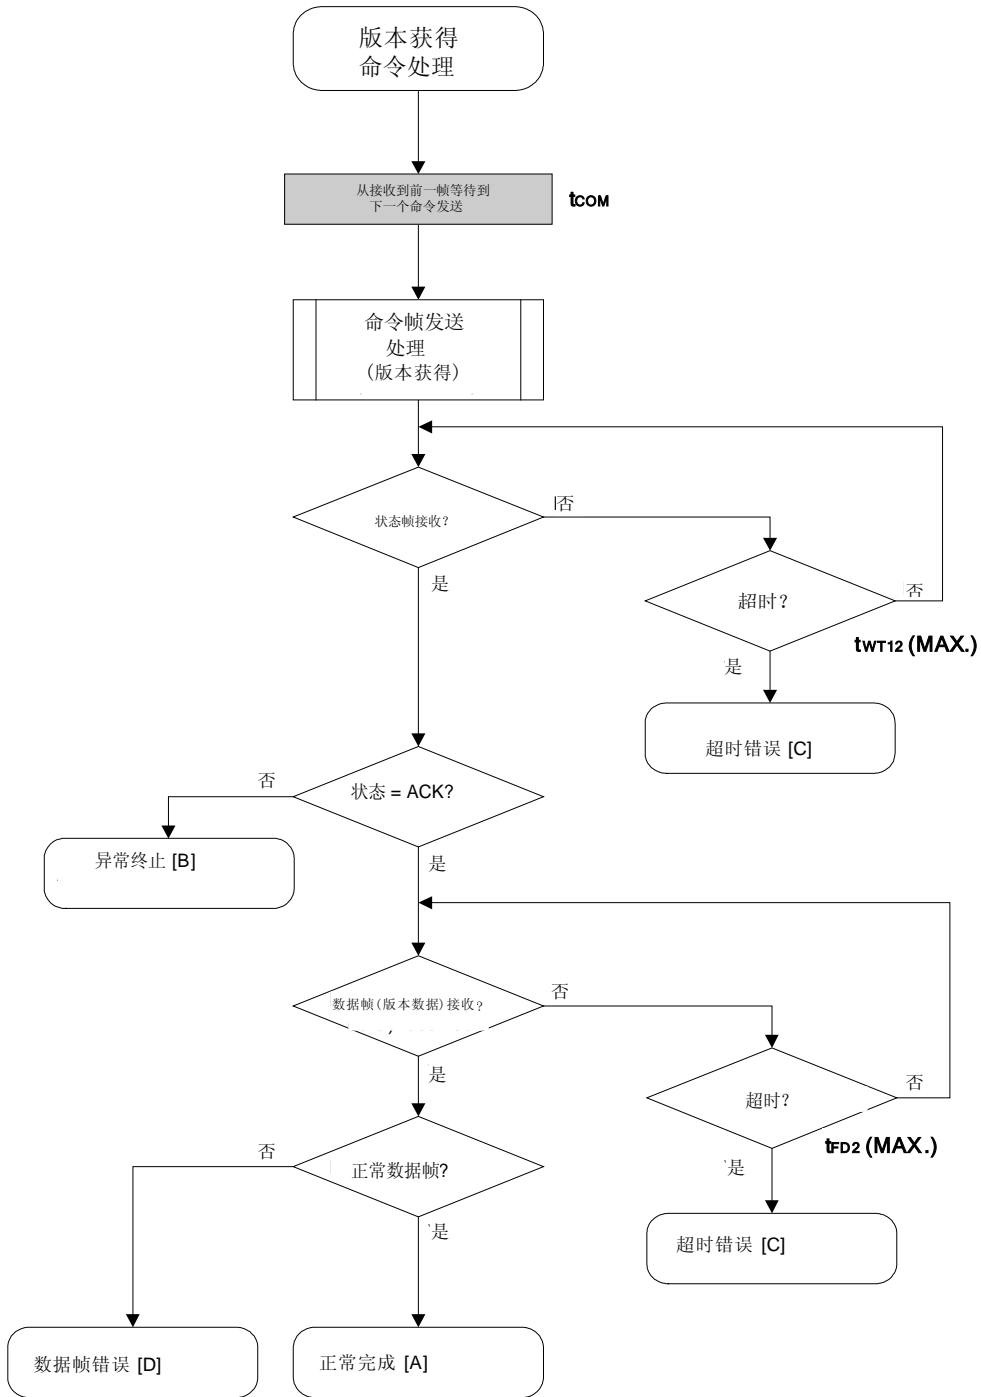 版本获得
命令处理
从接收到前一帧等待到
下一个命令发送
tCOM
命令帧发送
处理
(版本获得)
状态帧接收?
否
是
超时?
否
tWT12 (MAX.)
是
超时错误 [C]
状态 = ACK?
否
异常终止 [B]
是
数据帧(版本数据)接收?
否
是
超时?
否
tFD2 (MAX.)
是
超时错误 [C]
正常数据帧?
否
是
数据帧错误 [D]
正常完成 [A]